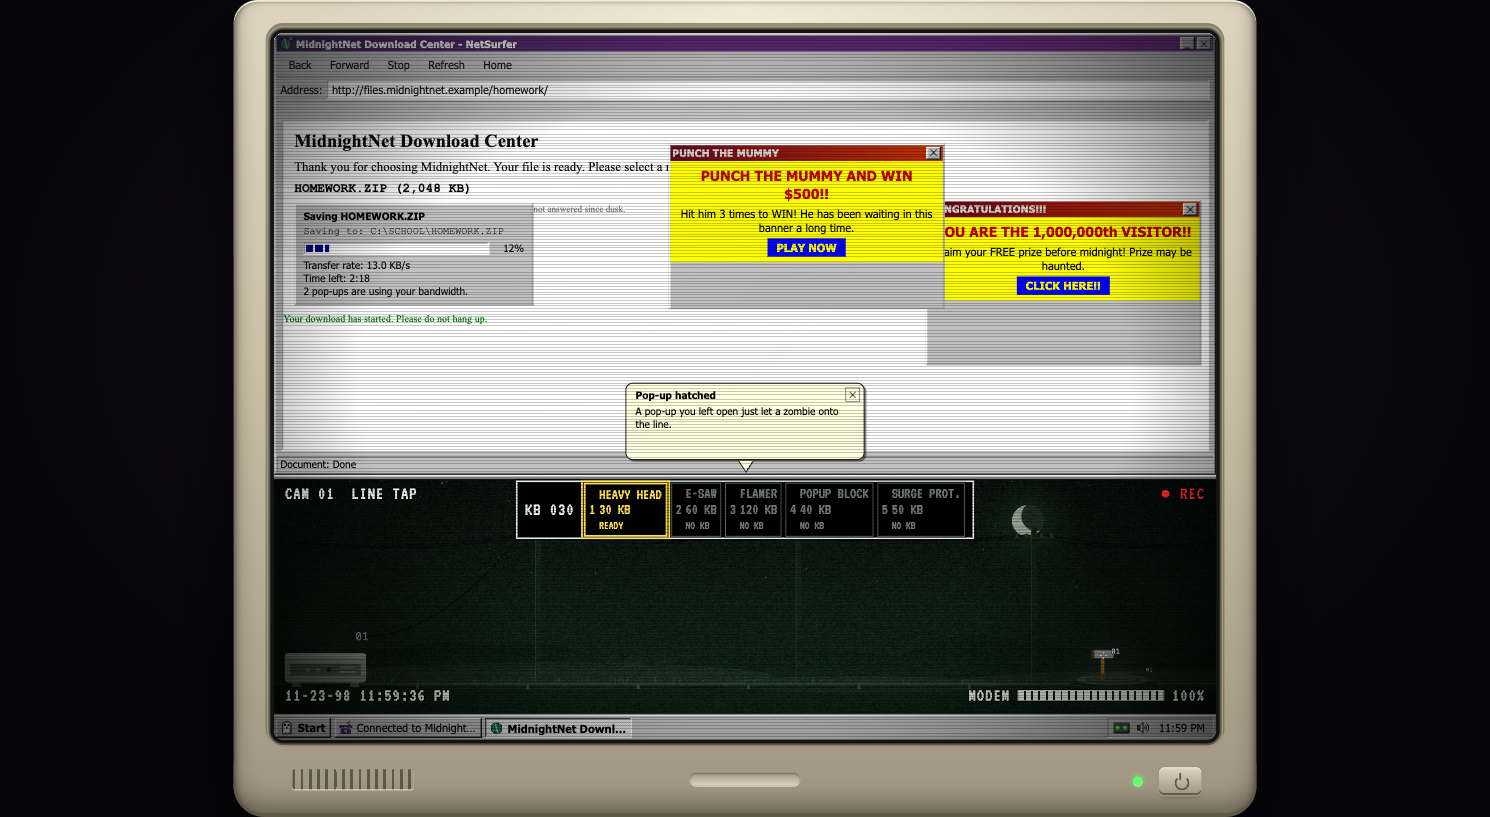 MidnightNet Download Center - NetSurfer
Back Forward Stop Refresh Home
Address: http://files.midnightnet.example/homework/
MidnightNet Download Center
Thank you for choosing MidnightNet. Your file is ready. Please select a
HOMEWORK.ZIP (2,048 KB)
not answered since dusk.
Saving HOMEWORK.ZIP
Saving to: C:\SCHOOL\HOMEWORK.ZIP
12%
Transfer rate: 13.0 KB/s
Time left: 2:18
2 pop-ups are using your bandwidth.
Your download has started. Please do not hang up.
PUNCH THE MUMMY
PUNCH THE MUMMY AND WIN
$500!!
Hit him 3 times to WIN! He has been waiting in this
banner a long time.
PLAY NOW
NGRATULATIONS!!!
OU ARE THE 1,000,000th VISITOR!!
aim your FREE prize before midnight! Prize may be
haunted.
CLICK HERE!!
Pop-up hatched
A pop-up you left open just let a zombie onto
the line.
Document: Done
CAM 01 LINE TAP
KB 030
HEAVY HEAD
1 30 KB
READY
E-SAW
2 60 KB
NO KB
FLAMER
3 120 KB
NO KB
POPUP BLOCK
4 40 KB
NO KB
SURGE PROT.
5 50 KB
NO KB
REC
01
01
01
11-23-98 11:59:36 PM
MODEM 100%
Start Connected to Midnight... MidnightNet Downl... 11:59 PM